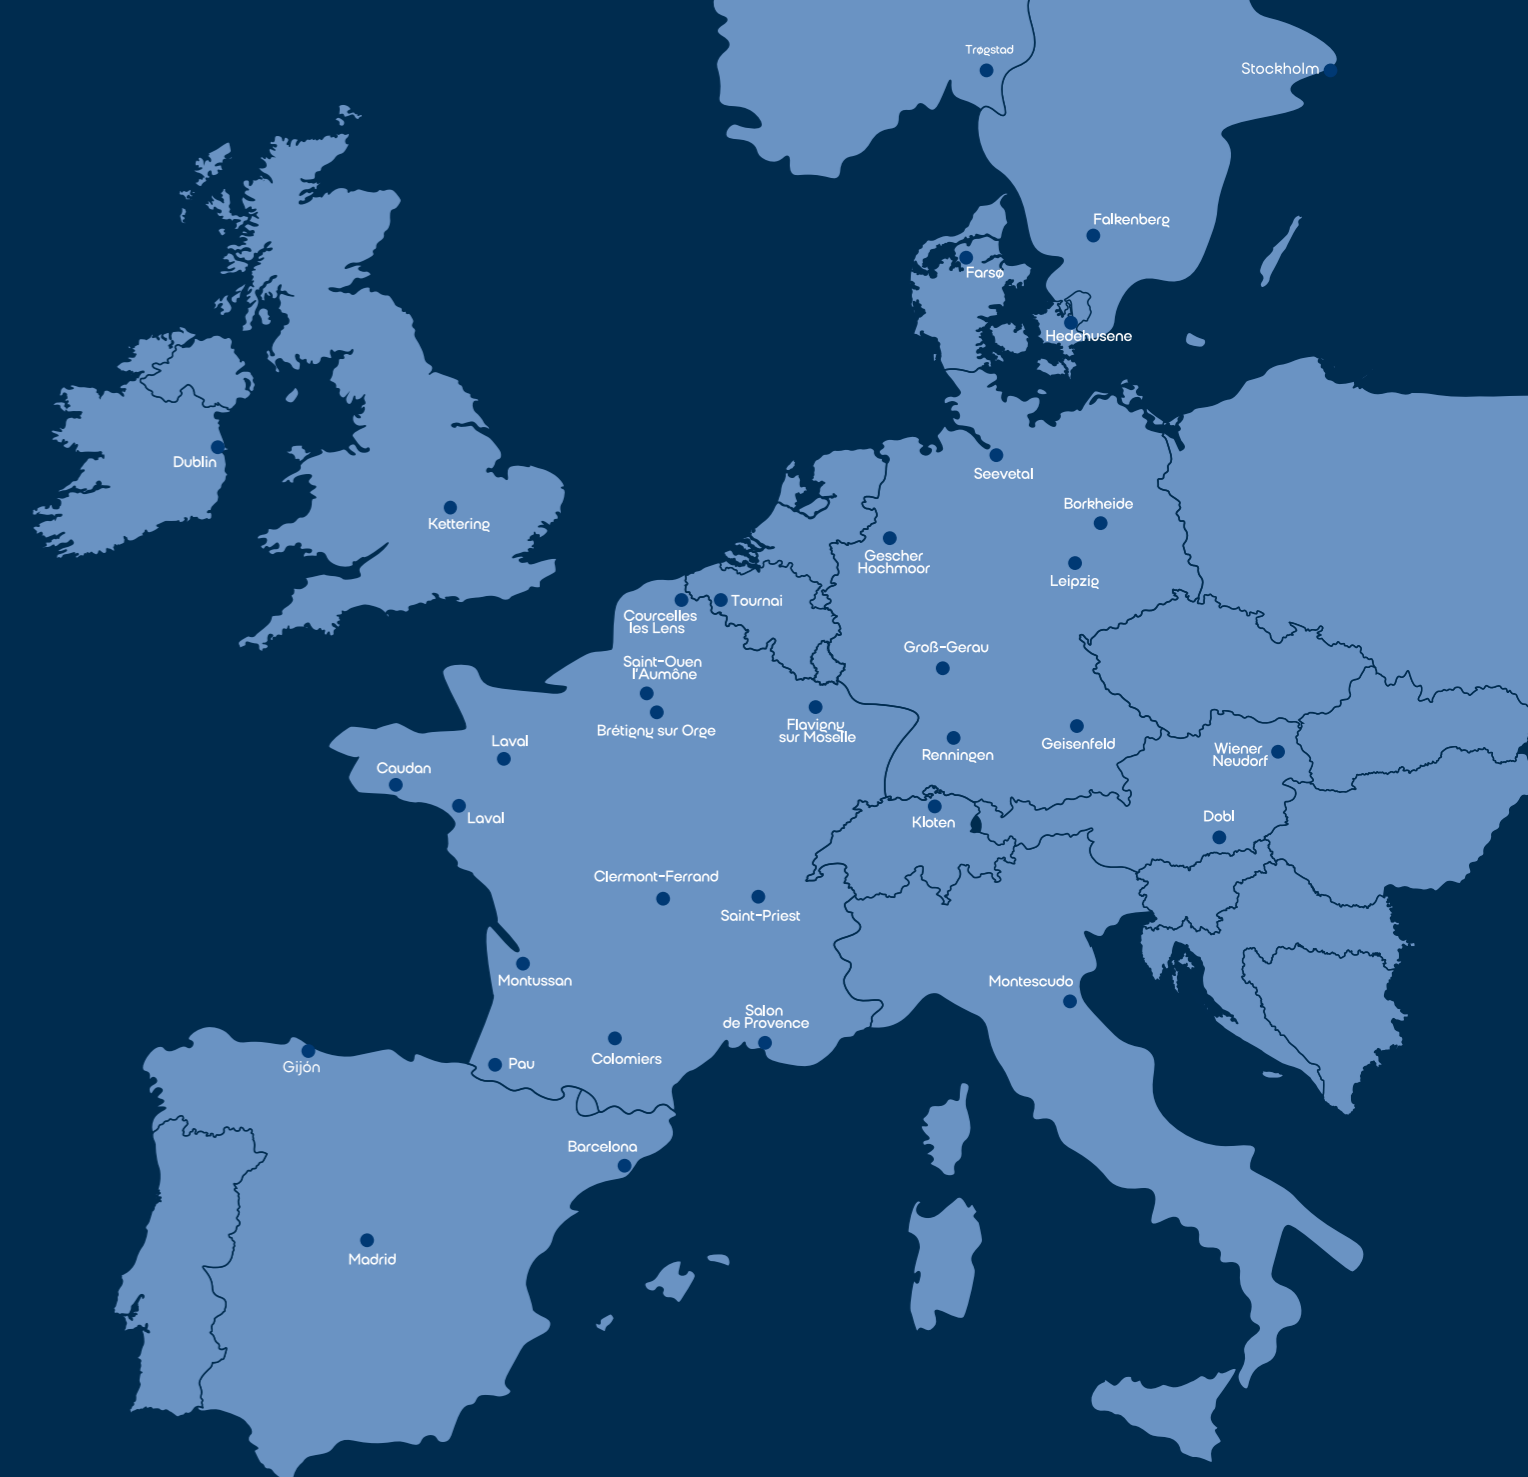 Trøgstad
Stockholm
Falkenberg
Farsø
Hedehusene
Dublin
Kettering
Seevetal
Borkheide
Gescher
Hochmoor
Leipzig
Tournai
Courcelles
les Lens
Groß-Gerau
Saint-Ouen
l'Aumône
Brétigny sur Orge
Flavigny
sur Moselle
Laval
Renningen
Geisenfeld
Wiener
Neudorf
Caudan
Laval
Kloten
Dobl
Clermont-Ferrand
Saint-Priest
Montussan
Montescudo
Salon
de Provence
Colomiers
Pau
Gijón
Barcelona
Madrid